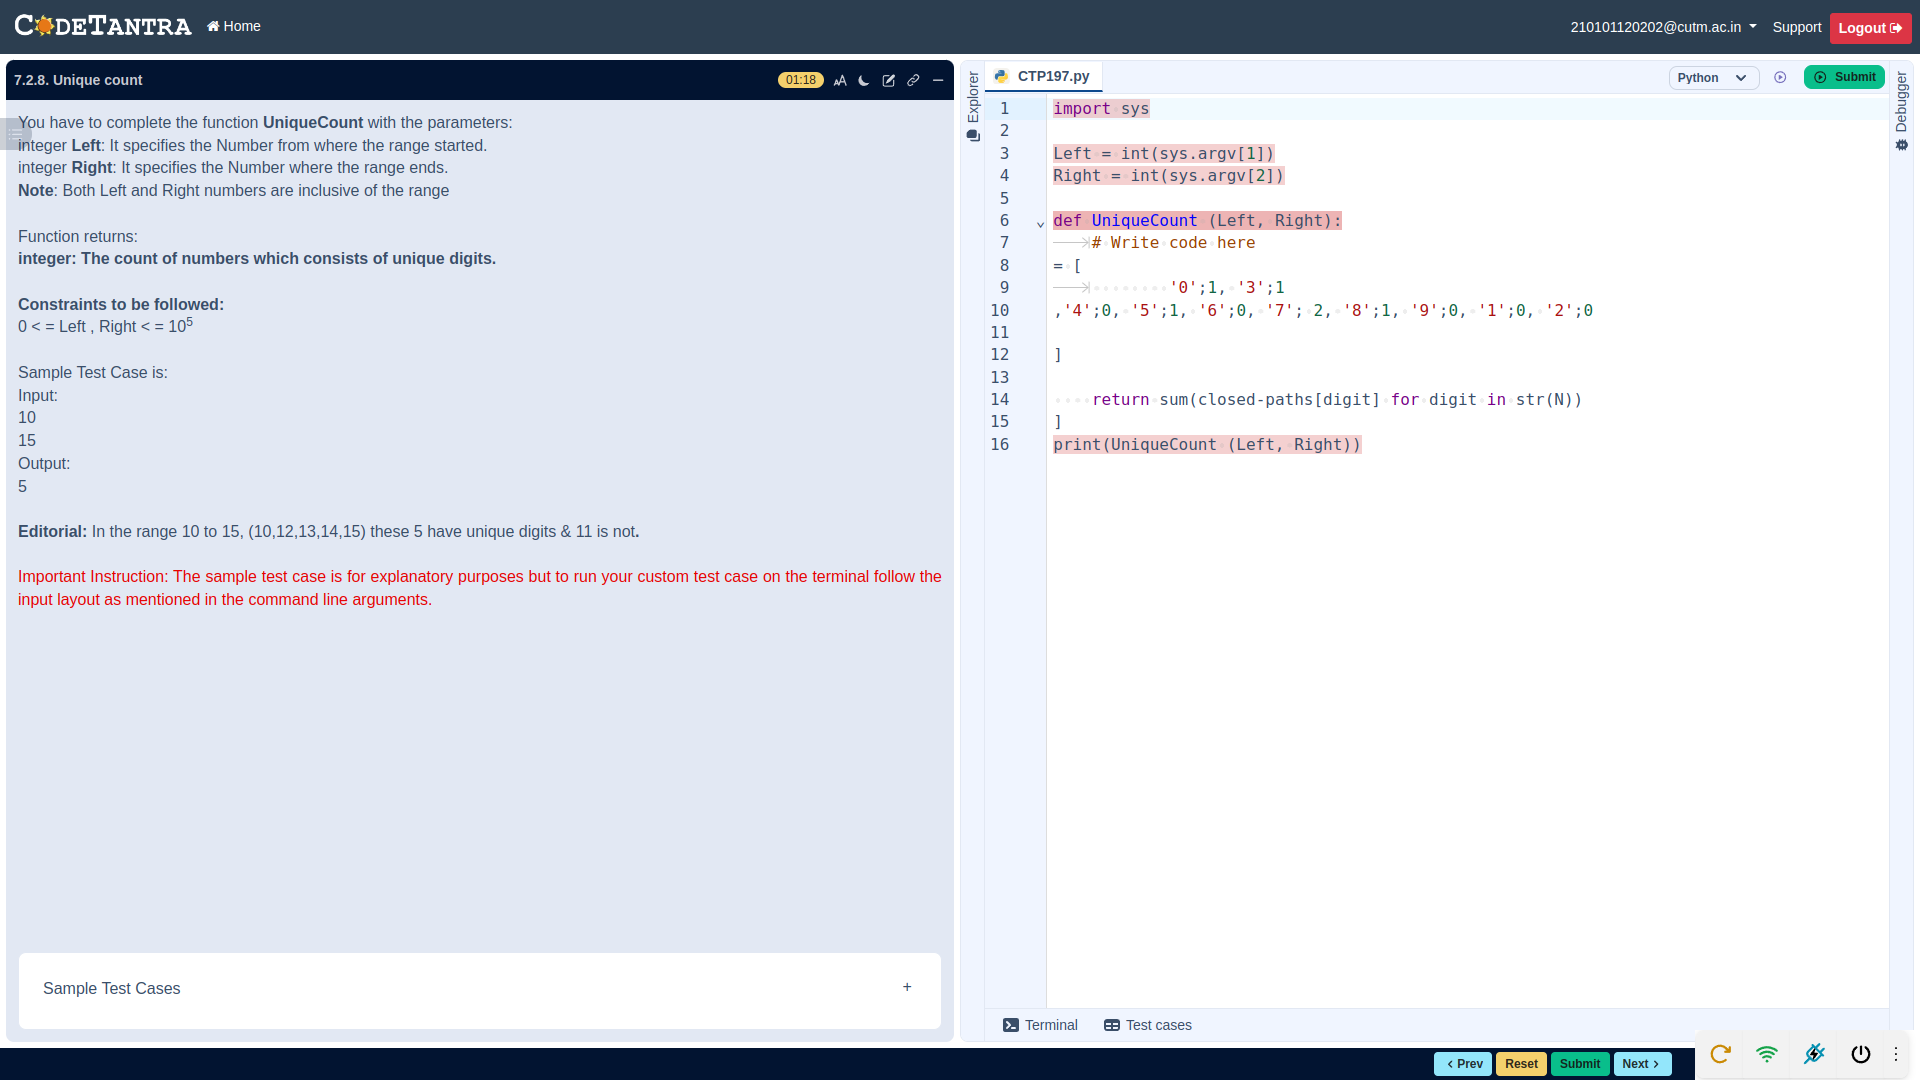 CODETANTRA
Home
210101120202@cutm.ac.in
Support
Logout
7.2.8. Unique count
01:18
You have to complete the function UniqueCount with the parameters:
integer Left: It specifies the Number from where the range started.
integer Right: It specifies the Number where the range ends.
Note: Both Left and Right numbers are inclusive of the range
Function returns:
integer: The count of numbers which consists of unique digits.
Constraints to be followed:
0 < = Left , Right < = 10^5
Sample Test Case is:
Input:
10
15
Output:
5
Editorial: In the range 10 to 15, (10,12,13,14,15) these 5 have unique digits & 11 is not.
Important Instruction: The sample test case is for explanatory purposes but to run your custom test case on the terminal follow the
input layout as mentioned in the command line arguments.
Sample Test Cases
+
Explorer
CTP197.py
Python
Submit
Debugger
1 import sys
2
3 Left = int(sys.argv[1])
4 Right = int(sys.argv[2])
5
6 def UniqueCount (Left, Right):
7 # Write code here
8 = [
9 '0';1, '3';1
10 ,'4';0, '5';1, '6';0, '7'; 2, '8';1, '9';0, '1';0, '2';0
11
12 ]
13
14 return sum(closed-paths[digit] for digit in str(N))
15 ]
16 print(UniqueCount (Left, Right))
Terminal
Test cases
Prev
Reset
Submit
Next